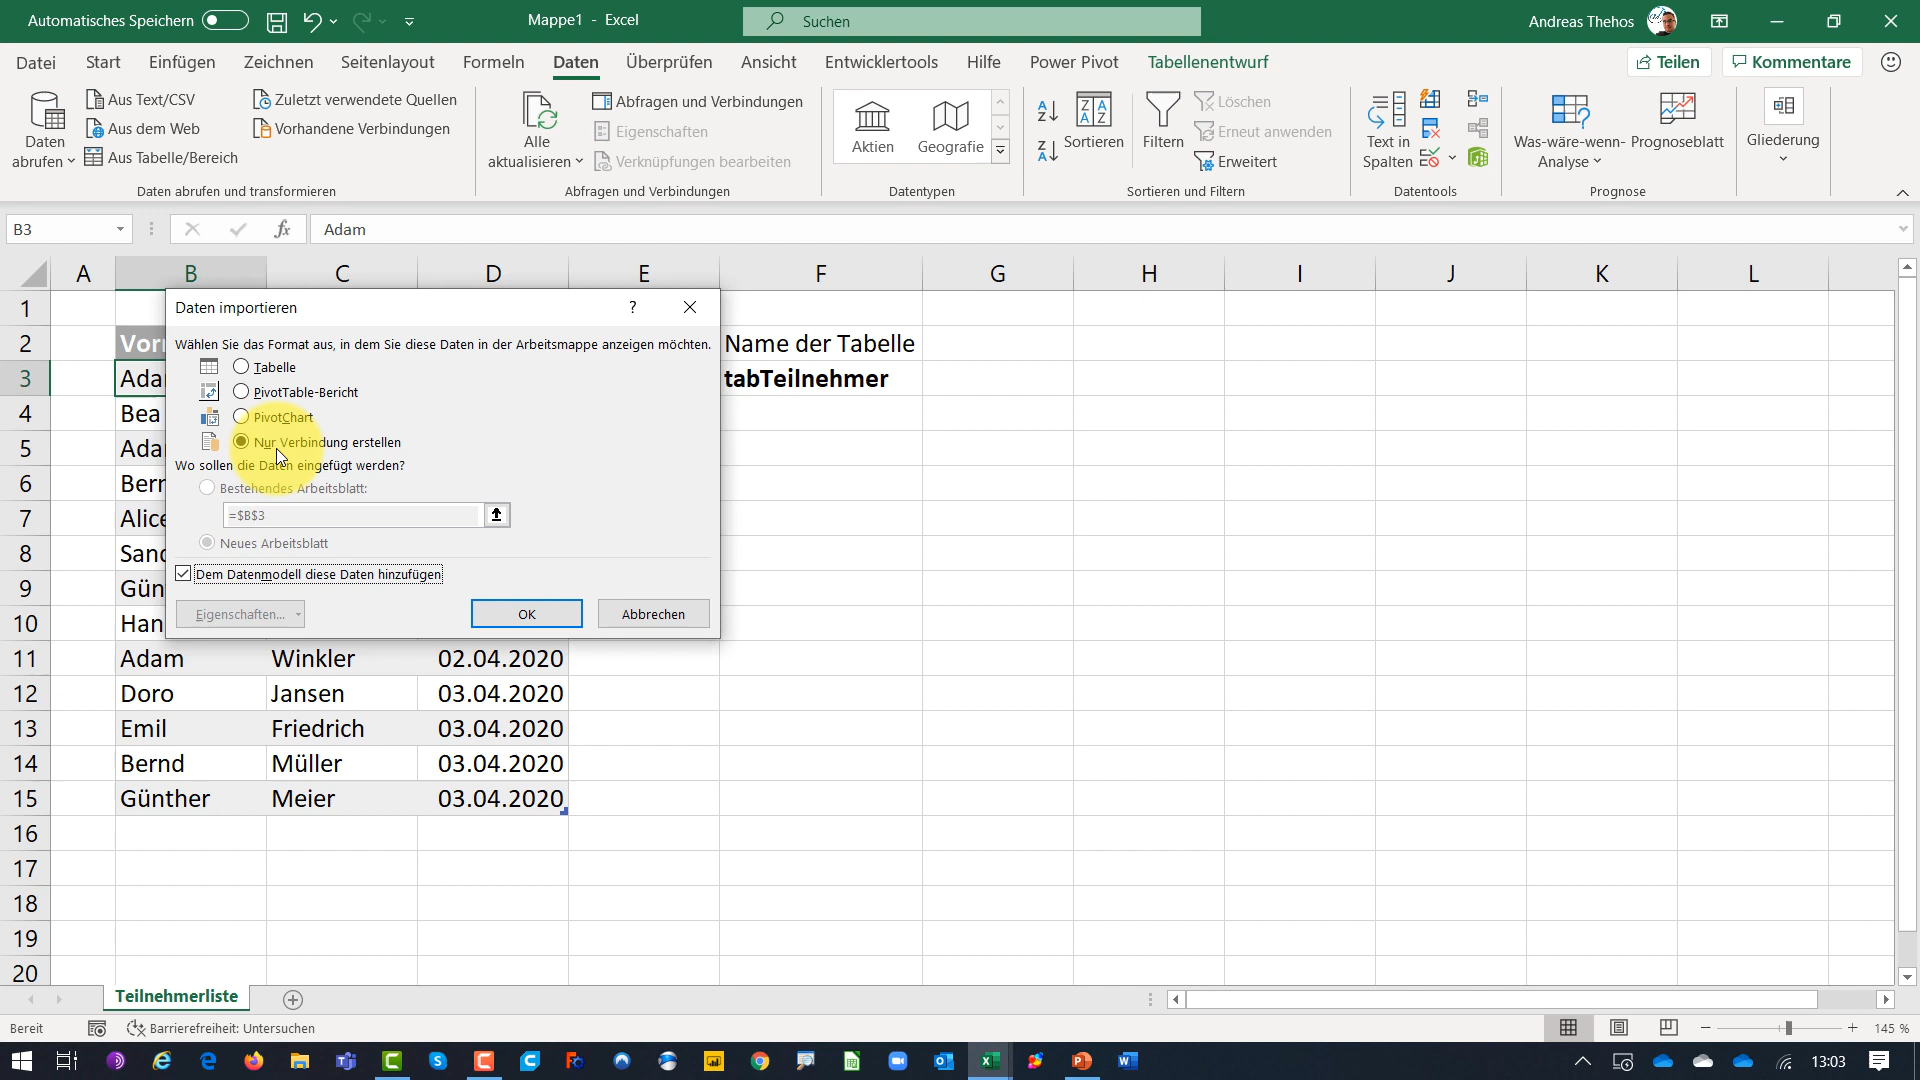 Automatisches Speichern
Mappe1 - Excel
Suchen
Andreas Thehos
Datei Start Einfügen Zeichnen Seitenlayout Formeln Daten Überprüfen Ansicht Entwicklertools Hilfe Power Pivot Tabellenentwurf
Teilen Kommentare
Daten abrufen
Aus Text/CSV
Aus dem Web
Aus Tabelle/Bereich
Zuletzt verwendete Quellen
Vorhandene Verbindungen
Daten abrufen und transformieren
Alle aktualisieren
Abfragen und Verbindungen
Eigenschaften
Verknüpfungen bearbeiten
Abfragen und Verbindungen
Aktien Geografie
Datentypen
Sortieren
Filtern
Löschen
Erneut anwenden
Erweitert
Sortieren und Filtern
Text in Spalten
Datentools
Was-wäre-wenn-Analyse
Prognoseblatt
Prognose
Gliederung
B3 fx Adam
A B C D E F G H I J K L
1
2 Vorn Name der Tabelle
3 Adam tabTeilnehmer
4 Bea
5 Adam
6 Bern
7 Alice
8 Sand
9 Gün
10 Han
11 Adam Winkler 02.04.2020
12 Doro Jansen 03.04.2020
13 Emil Friedrich 03.04.2020
14 Bernd Müller 03.04.2020
15 Günther Meier 03.04.2020
16
17
18
19
20
Daten importieren ?
Wählen Sie das Format aus, in dem Sie diese Daten in der Arbeitsmappe anzeigen möchten.
Tabelle
PivotTable-Bericht
PivotChart
Nur Verbindung erstellen
Wo sollen die Daten eingefügt werden?
Bestehendes Arbeitsblatt:
=$B$3
Neues Arbeitsblatt
Dem Datenmodell diese Daten hinzufügen
Eigenschaften... OK Abbrechen
Teilnehmerliste
Bereit Barrierefreiheit: Untersuchen 145 %
13:03